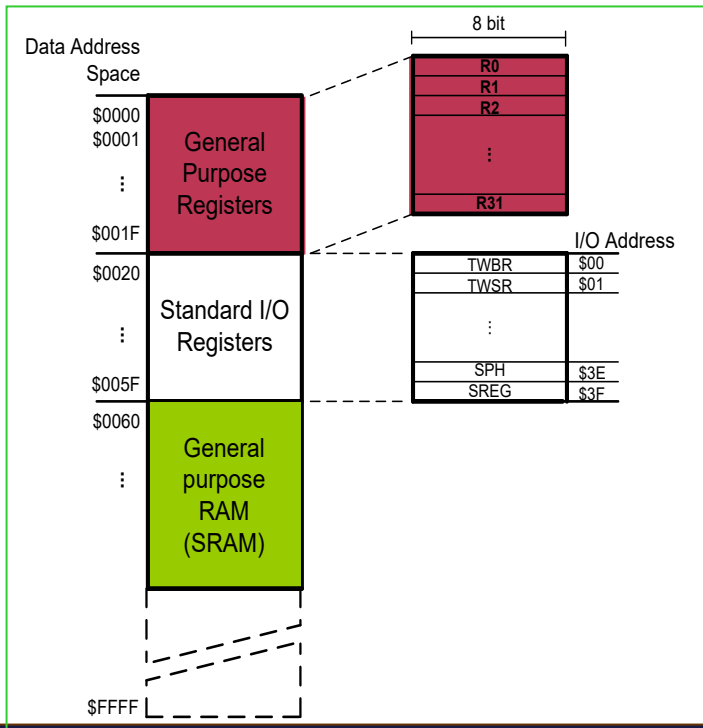 Data Address
Space
$0000
$0001
⋮
$001F
$0020
⋮
$005F
$0060
⋮
$FFFF
General
Purpose
Registers
Standard I/O
Registers
General
purpose
RAM
(SRAM)
8 bit
R0
R1
R2
⋮
R31
I/O Address
TWBR $00
TWSR $01
⋮
SPH $3E
SREG $3F